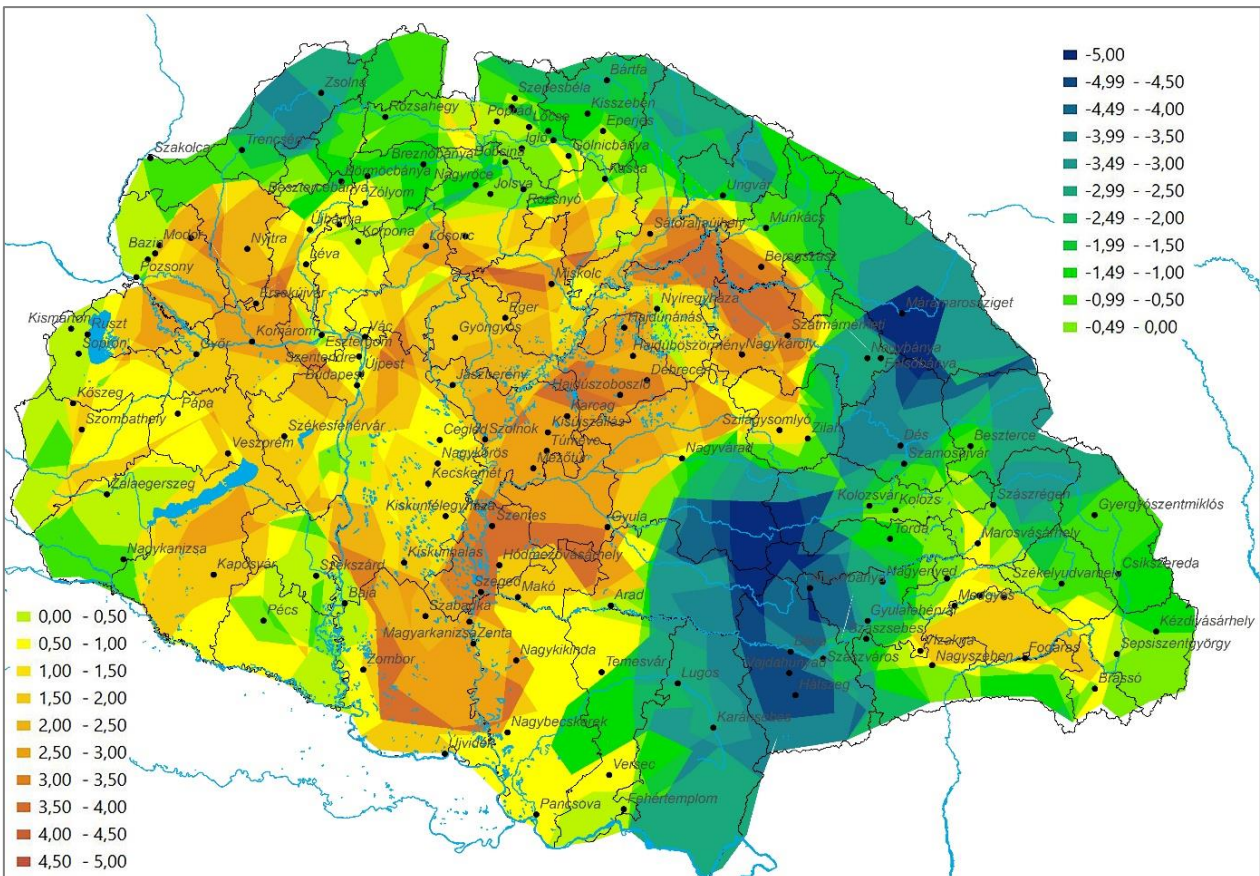 -5,00
-4,99 - -4,50
-4,49 - -4,00
-3,99 - -3,50
-3,49 - -3,00
-2,99 - -2,50
-2,49 - -2,00
-1,99 - -1,50
-1,49 - -1,00
-0,99 - -0,50
-0,49 - 0,00
Zsolna
Bártfa
Szepesbéla
Rózsahegy
Poprád
Lőcse
Kisszeben
Eperjes
Igló
Gölnicbánya
Szakolca
Trencsén
Breznóbánya
Dobsina
Körmöcbánya
Besztercebánya
Nagyrőce
Zólyom
Jolsva
Rozsnyó
Kassa
Ungvár
Munkács
Újbánya
Korpona
Losonc
Sátoraljaújhely
Modor
Bazin
Nyitra
Pozsony
Léva
Beregszász
Miskolc
Érsekújvár
Nyíregyháza
Máramarossziget
Kismarton
Ruszt
Sopron
Komárom
Vác
Eger
Hajdúnánás
Szatmárnémeti
Győr
Esztergom
Gyöngyös
Szentendre
Újpest
Hajdúböszörmény
Nagykároly
Nagybánya
Felsőbánya
Budapest
Jászberény
Hajdúszoboszló
Debrecen
Kőszeg
Pápa
Karcag
Szombathely
Székesfehérvár
Cegléd
Szolnok
Kisújszállás
Túrkeve
Szilágysomlyó
Zilah
Dés
Beszterce
Veszprém
Nagykőrös
Mezőtúr
Nagyvárad
Szamosújvár
Kecskemét
Zalaegerszeg
Kiskunfélegyháza
Szentes
Gyula
Kolozsvár
Kolozs
Szászrégen
Gyergyószentmiklós
Torda
Marosvásárhely
Nagykanizsa
Kaposvár
Szekszárd
Kiskunhalas
Hódmezővásárhely
Nagyenyed
Székelyudvarhely
Csíkszereda
Baja
Szeged
Makó
Arad
Medgyes
Pécs
Szabadka
Gyulafehérvár
Kézdivásárhely
Magyarkanizsa
Zenta
Szászsebes
Vízakna
Zombor
Nagykikinda
Temesvár
Lugos
Vajdahunyad
Szászváros
Nagyszeben
Fogaras
Sepsiszentgyörgy
Hátszeg
Brassó
Nagybecskerek
Karánsebes
Újvidék
Versec
Pancsova
Fehértemplom
0,00 - 0,50
0,50 - 1,00
1,00 - 1,50
1,50 - 2,00
2,00 - 2,50
2,50 - 3,00
3,00 - 3,50
3,50 - 4,00
4,00 - 4,50
4,50 - 5,00